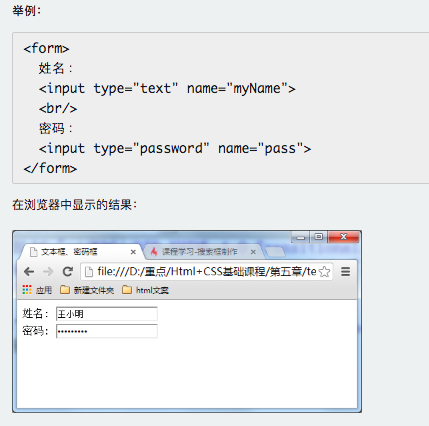 举例：
<form>
姓名：
<input type="text" name="myName">
<br/>
密码：
<input type="password" name="pass">
</form>
在浏览器中显示的结果：
文本框、密码框 课程学习-搜索框制作
file:///D:/重点/Html+CSS基础课程/第五章/te
应用 新建文件夹 html文案
姓名： 王小明
密码： •••••••••